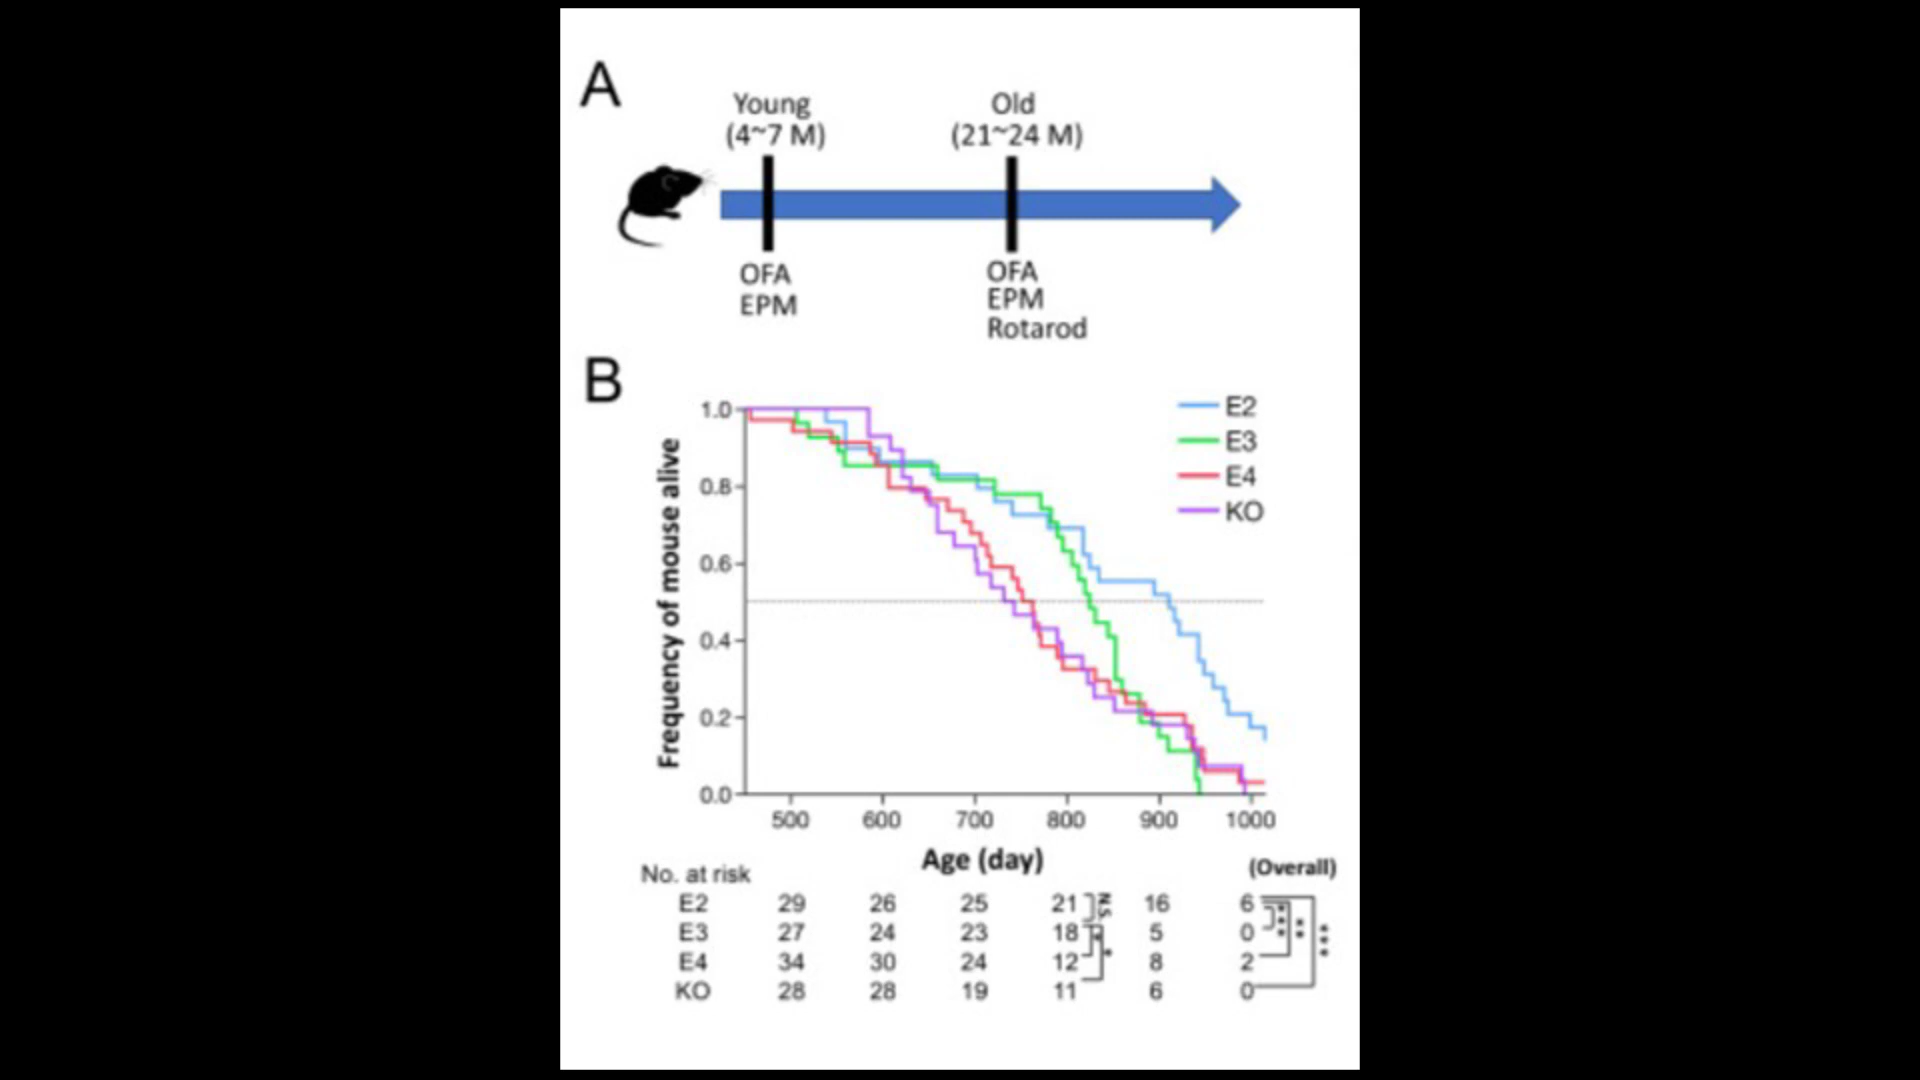 A
Young
(4~7 M)
Old
(21~24 M)
OFA
EPM
OFA
EPM
Rotarod
B
E2
E3
E4
KO
Frequency of mouse alive
1.0
0.8
0.6
0.4
0.2
0.0
500 600 700 800 900 1000
Age (day)
No. at risk
(Overall)
E2 29 26 25 21 N.S. 16 6
E3 27 24 23 18 5 0
E4 34 30 24 12 8 2
KO 28 28 19 11 6 0